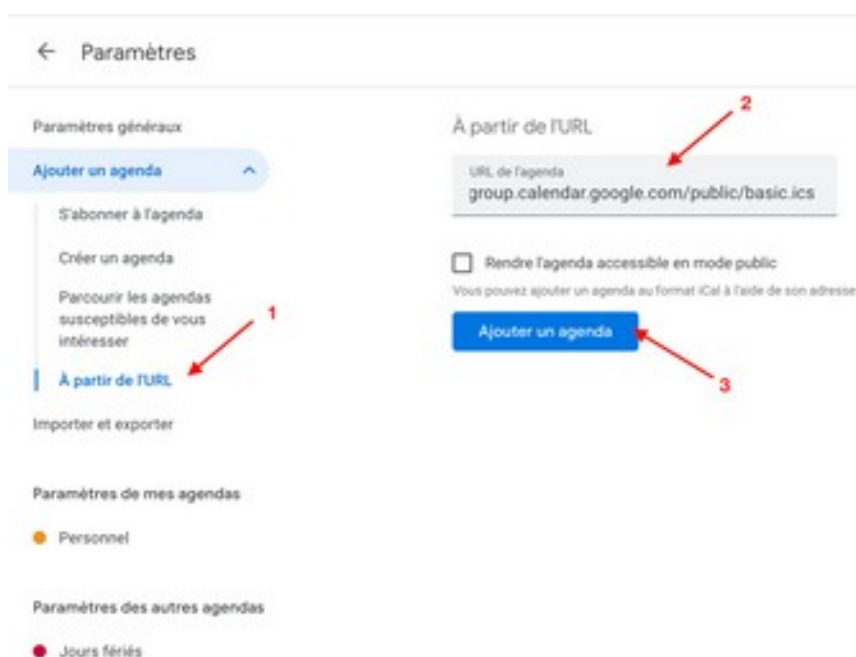 Paramètres
Paramètres généraux
Ajouter un agenda
S'abonner à l'agenda
Créer un agenda
Parcourir les agendas
susceptibles de vous
intéresser
1
À partir de l'URL
Importer et exporter
Paramètres de mes agendas
Personnel
Paramètres des autres agendas
Jours fériés
2
À partir de l'URL
URL de l'agenda
group.calendar.google.com/public/basic.ics
Rendre l'agenda accessible en mode public
Vous pouvez ajouter un agenda au format iCal à l'aide de son adresse
Ajouter un agenda
3